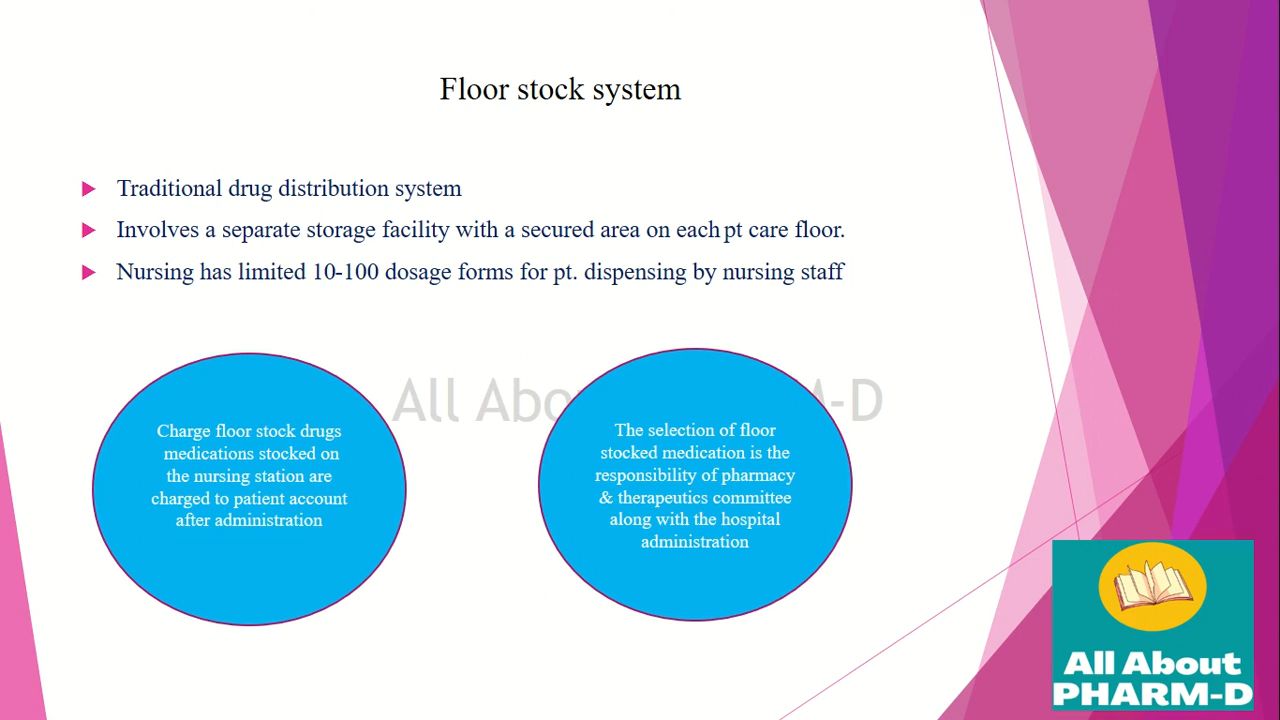 Floor stock system
Traditional drug distribution system
Involves a separate storage facility with a secured area on each pt care floor.
Nursing has limited 10-100 dosage forms for pt. dispensing by nursing staff
Charge floor stock drugs
medications stocked on
the nursing station are
charged to patient account
after administration
The selection of floor
stocked medication is the
responsibility of pharmacy
& therapeutics committee
along with the hospital
administration
All About
PHARM-D